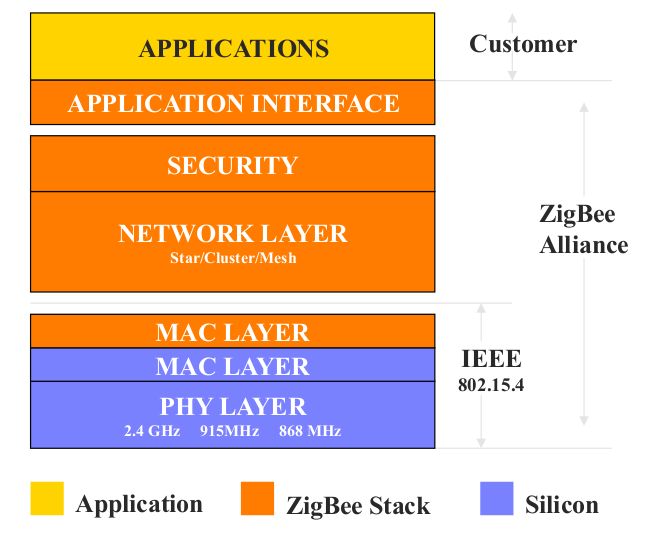 APPLICATIONS
Customer
APPLICATION INTERFACE
SECURITY
NETWORK LAYER
Star/Cluster/Mesh
ZigBee
Alliance
MAC LAYER
MAC LAYER
PHY LAYER
2.4 GHz 915MHz 868 MHz
IEEE
802.15.4
Application
ZigBee Stack
Silicon